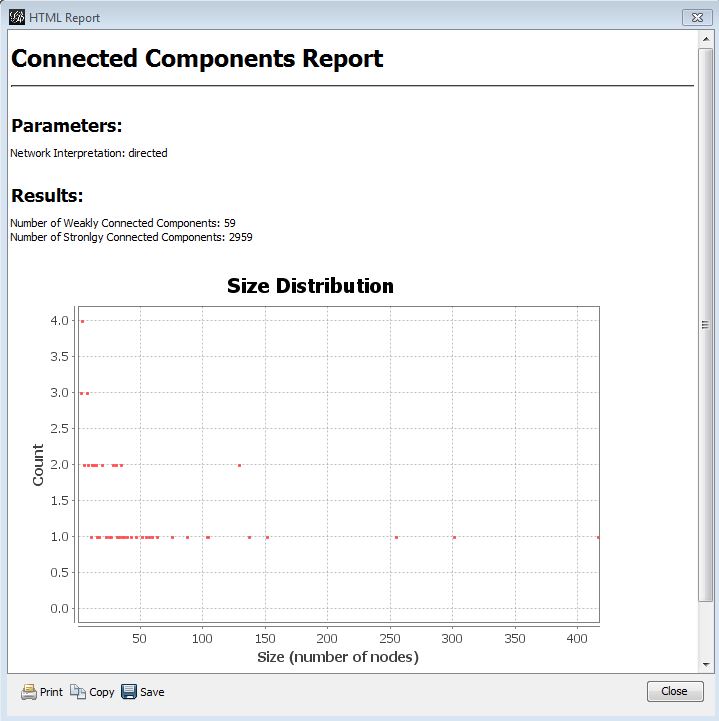 HTML Report
Connected Components Report
Parameters:
Network Interpretation: directed
Results:
Number of Weakly Connected Components: 59
Number of Stronlgy Connected Components: 2959
Size Distribution
4.0
3.5
3.0
2.5
2.0
1.5
1.0
0.5
0.0
Count
50 100 150 200 250 300 350 400
Size (number of nodes)
Print Copy Save Close